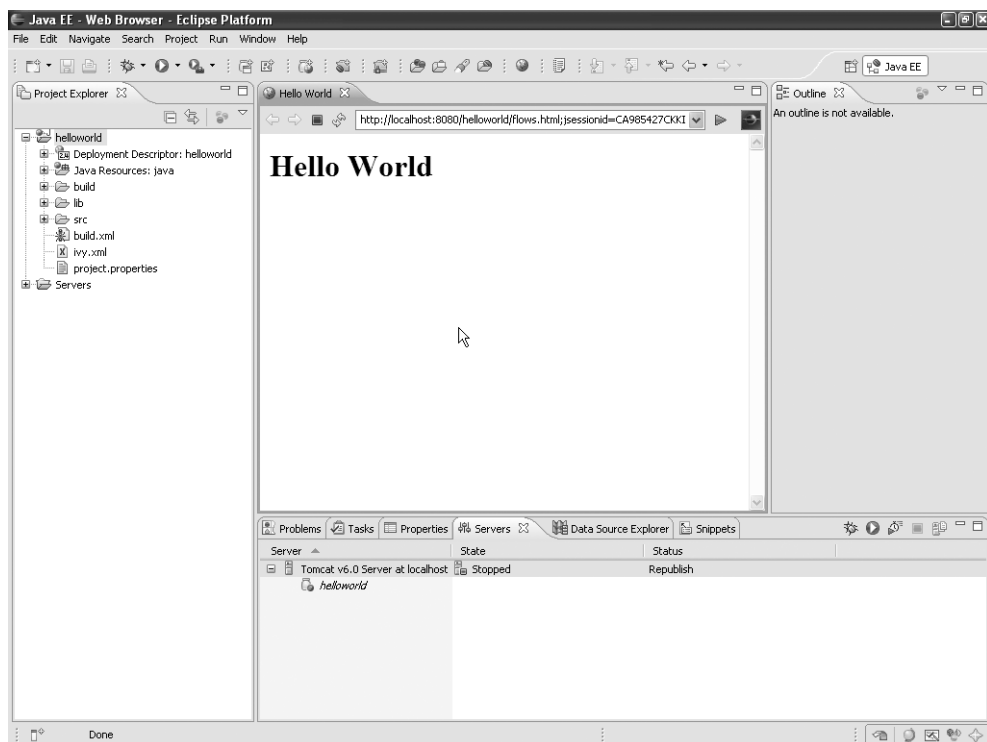 Java EE - Web Browser - Eclipse Platform
File Edit Navigate Search Project Run Window Help
Java EE
Project Explorer
Hello World
Outline
http://localhost:8080/helloworld/flows.html;jsessionid=CA985427CKKI
An outline is not available.
helloworld
Deployment Descriptor: helloworld
Java Resources: java
build
lib
src
build.xml
ivy.xml
project.properties
Servers
Hello World
Problems Tasks Properties Servers Data Source Explorer Snippets
Server State Status
Tomcat v6.0 Server at localhost Stopped Republish
helloworld
Done